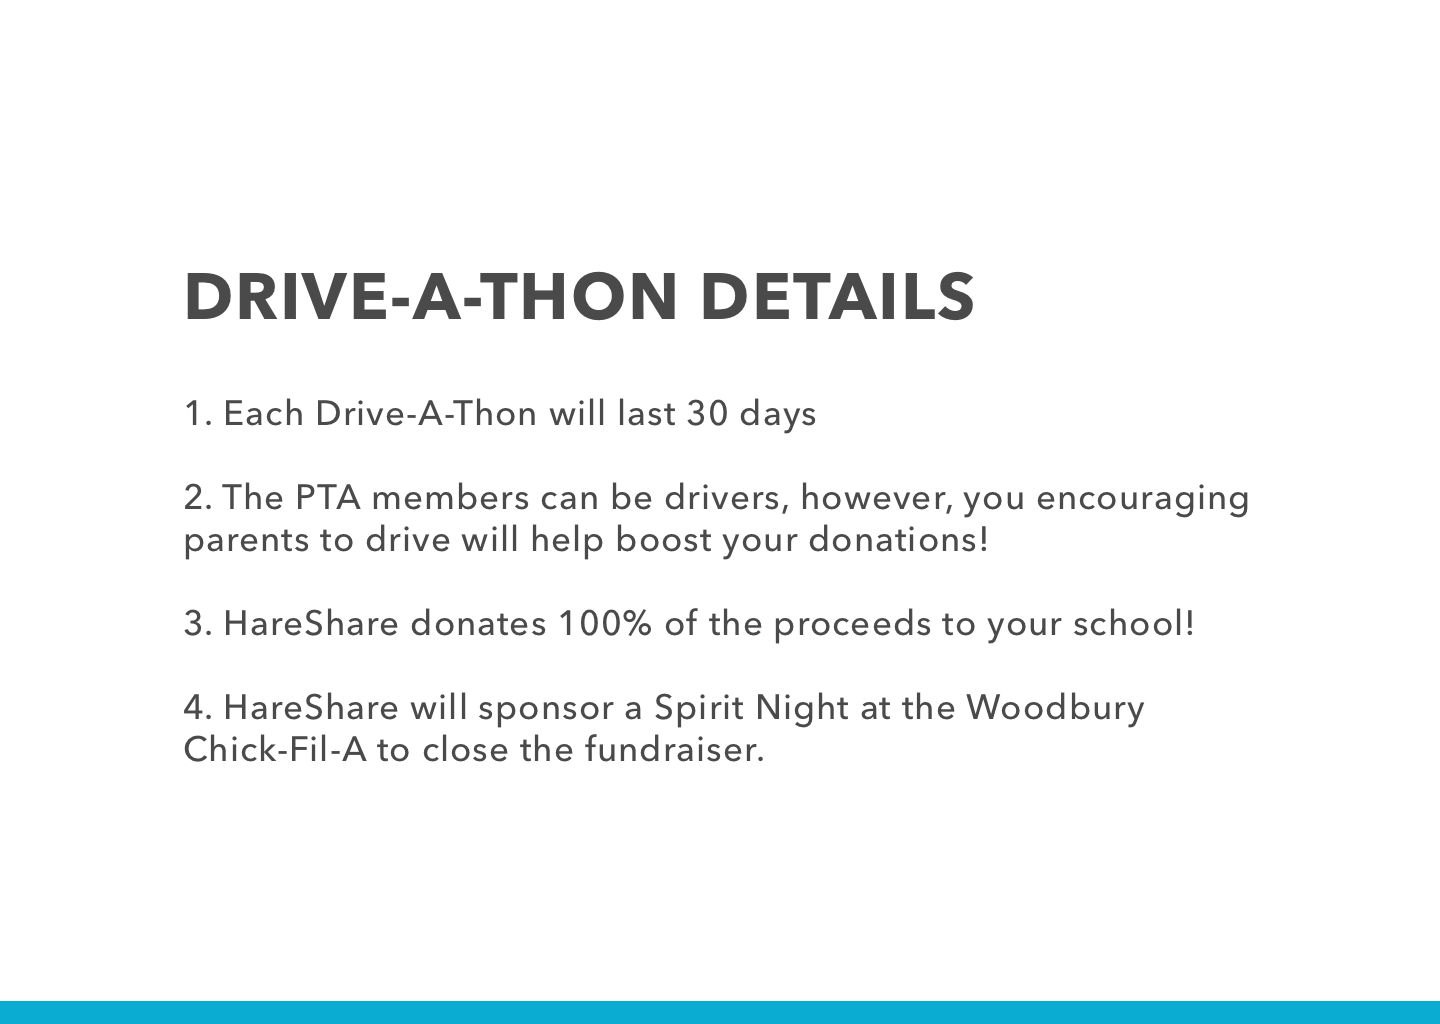 DRIVE-A-THON DETAILS
1. Each Drive-A-Thon will last 30 days
2. The PTA members can be drivers, however, you encouraging
parents to drive will help boost your donations!
3. HareShare donates 100% of the proceeds to your school!
4. HareShare will sponsor a Spirit Night at the Woodbury
Chick-Fil-A to close the fundraiser.